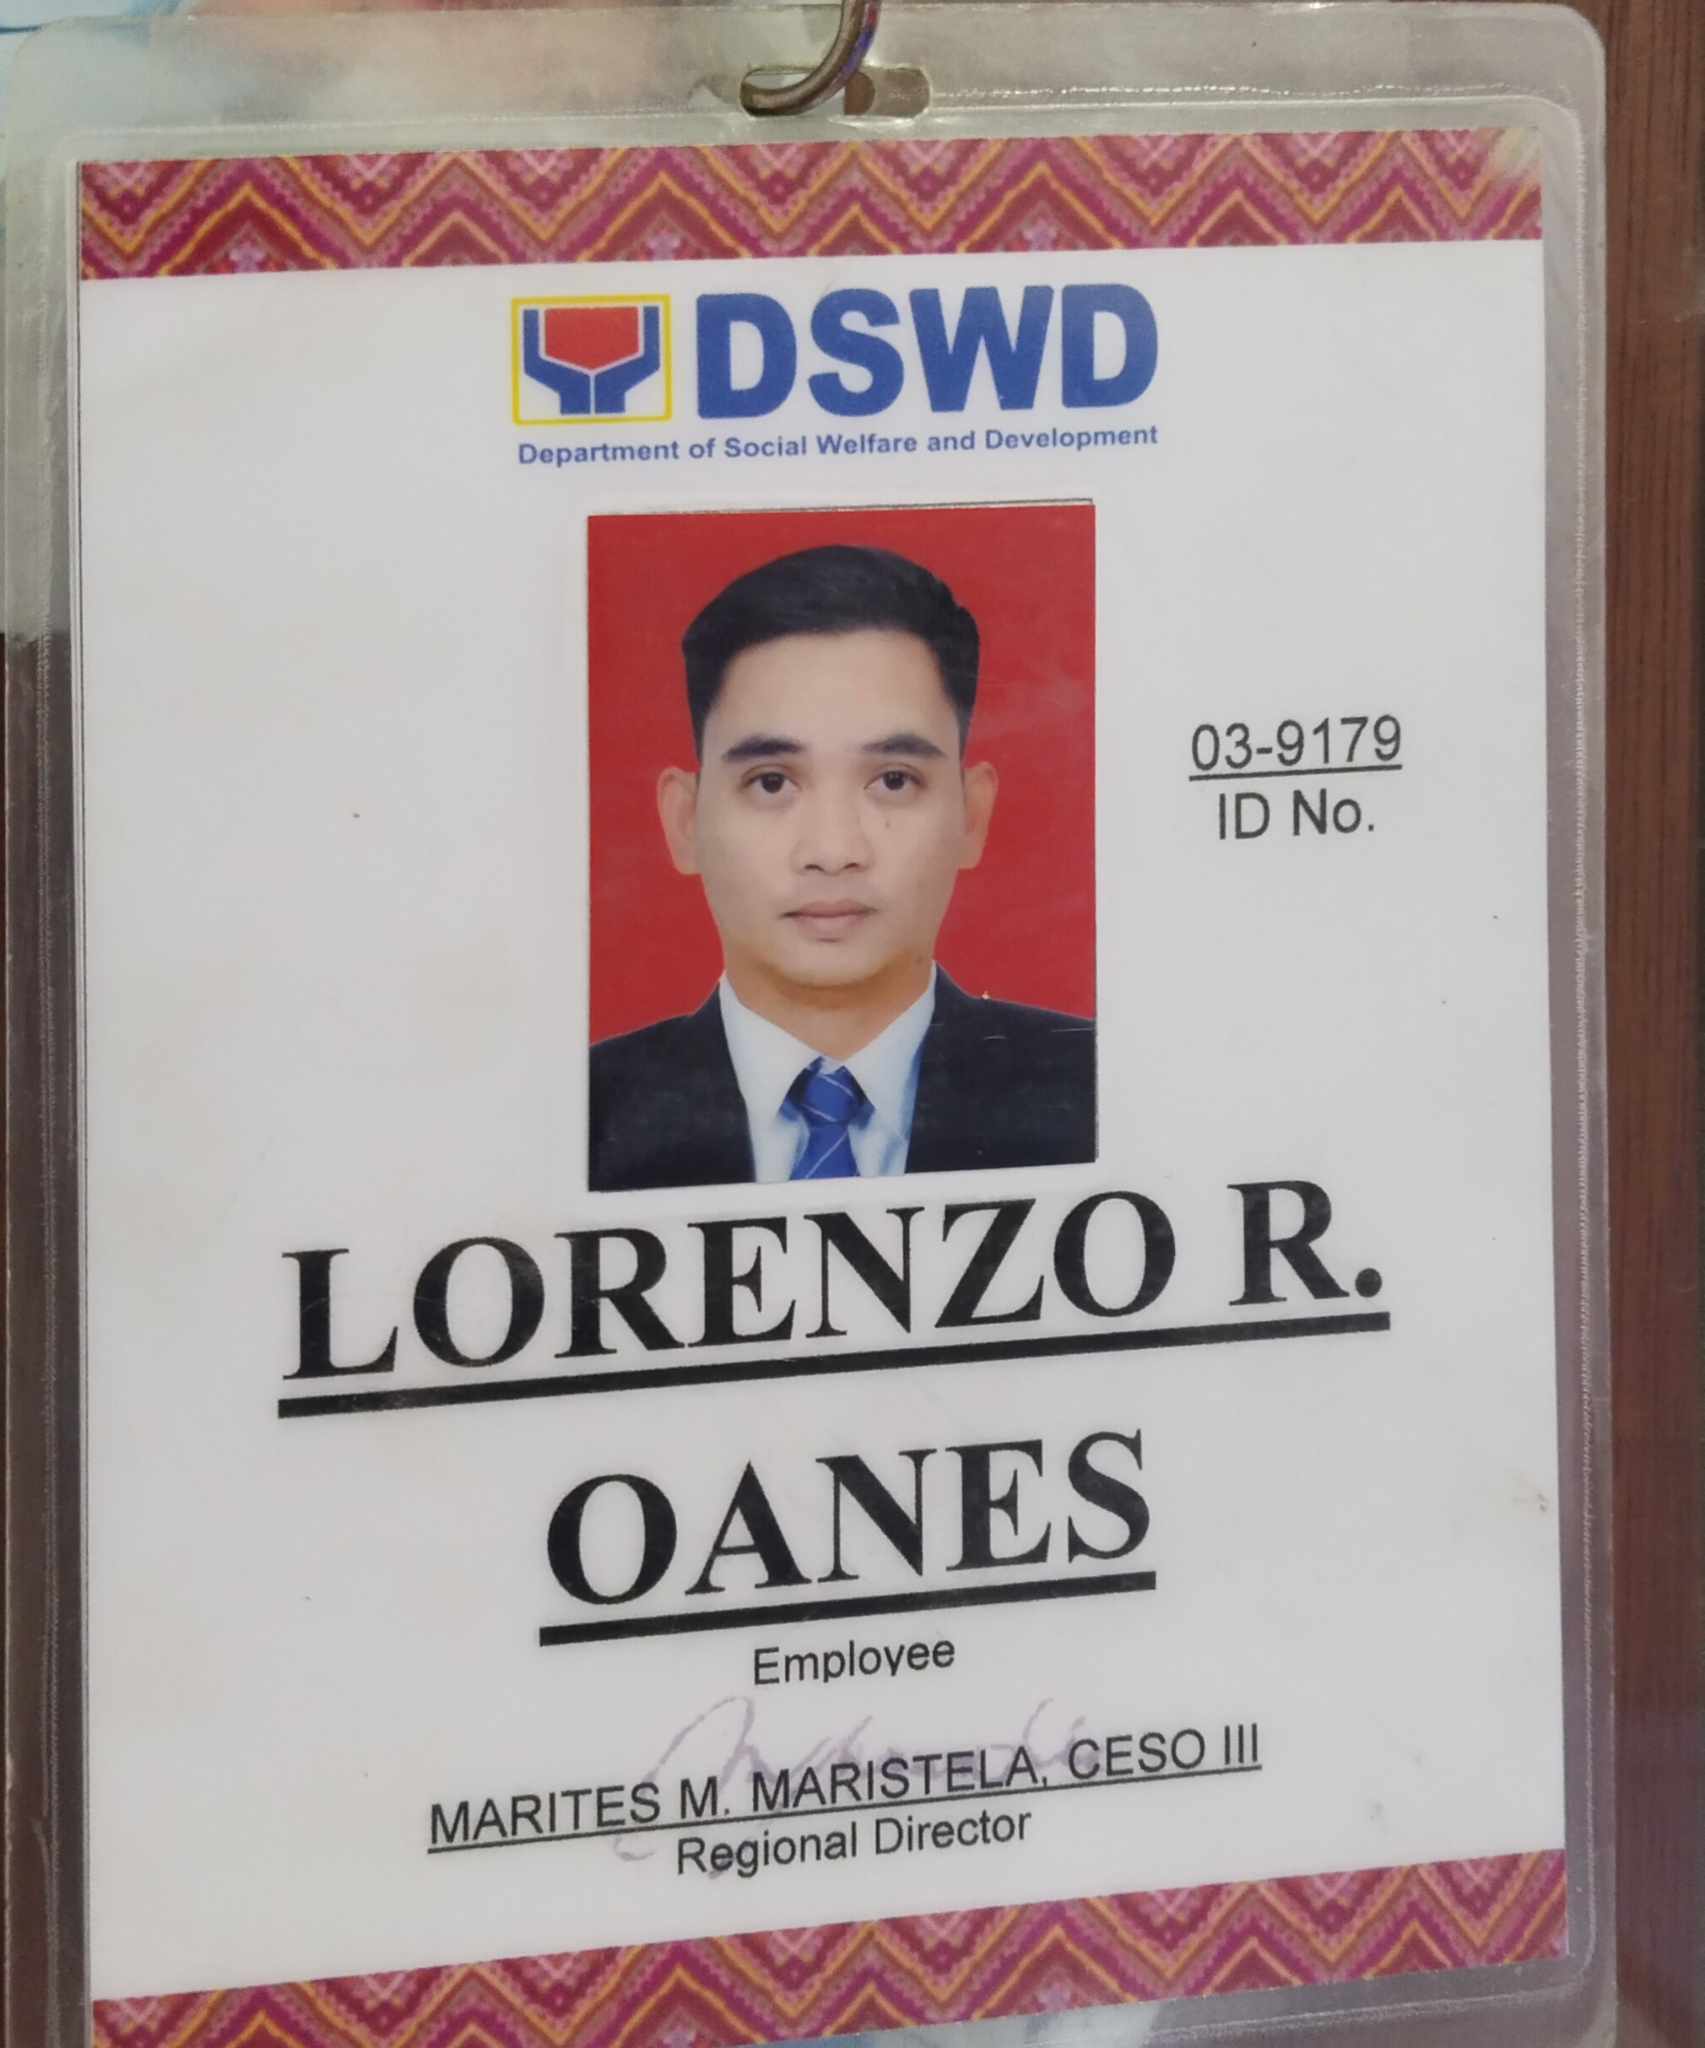 DSWD
Department of Social Welfare and Development
03-9179
ID No.
LORENZO R.
OANES
Employee
MARITES M. MARISTELA, CESO III
Regional Director